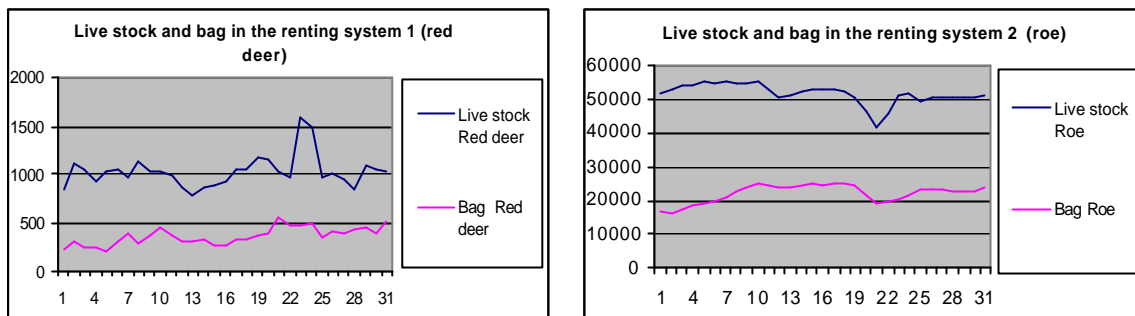 Live stock and bag in the renting system 1 (red
deer)
2000
1500
1000
500
0
1 4 7 10 13 16 19 22 25 28 31
Live stock
Red deer
Bag Red
deer
Live stock and bag in the renting system 2 (roe)
60000
50000
40000
30000
20000
10000
0
1 4 7 10 13 16 19 22 25 28 31
Live stock
Roe
Bag Roe